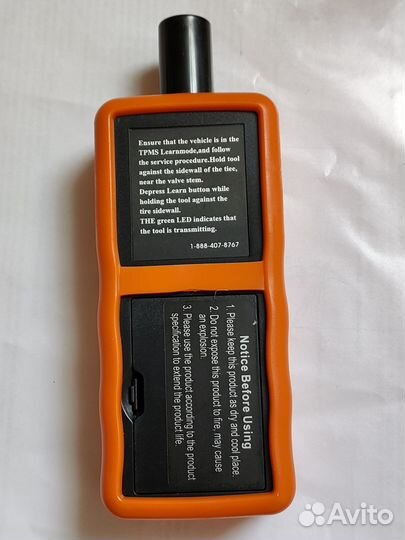 Ensure that the vehicle is in the
TPMS Learnmode,and follow
the service procedure.Hold tool
against the sidewall of the tiee,
near the valve stem.
Depress Learn button while
holding the tool against the
tire sidewall.
THE green LED indicates that
the tool is transmitting.
1-888-407-8767
Notice Before Using
1. Please keep this product as dry and cool place.
2. Do not expose this product to fire, may cause
an explosion.
3. Please use the product according to the product
specification to extend the product life.
Avito